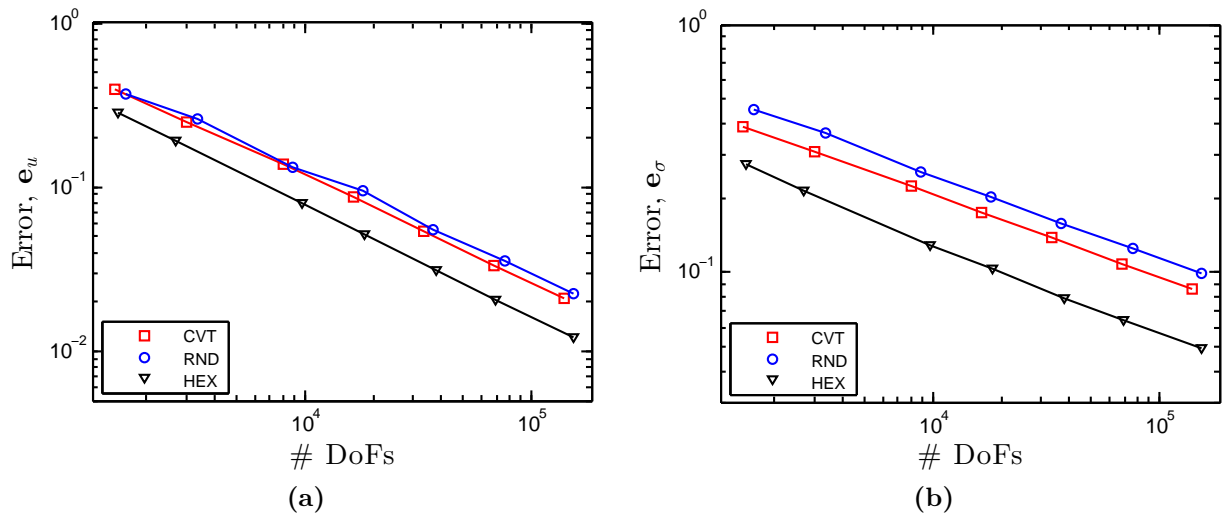 10^0
10^-1
10^-2
Error, e_u
CVT
RND
HEX
10^4
10^5
# DoFs
(a)
10^0
10^-1
Error, e_σ
CVT
RND
HEX
10^4
10^5
# DoFs
(b)